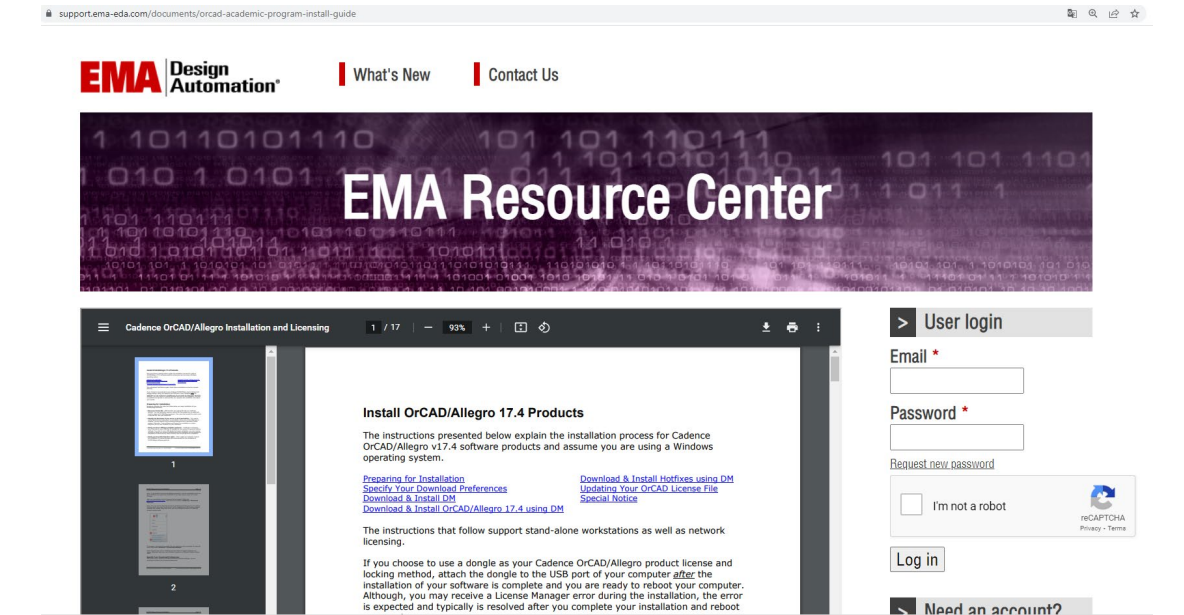 support.ema-eda.com/documents/orcad-academic-program-install-guide
EMA Design Automation®
What's New
Contact Us
EMA Resource Center
Cadence OrCAD/Allegro Installation and Licensing
1 / 17
93%
1
2
Install OrCAD/Allegro 17.4 Products
The instructions presented below explain the installation process for Cadence
OrCAD/Allegro v17.4 software products and assume you are using a Windows
operating system.
Preparing for Installation
Specify Your Download Preferences
Download & Install DM
Download & Install OrCAD/Allegro 17.4 using DM
Download & Install Hotfixes using DM
Updating Your OrCAD License File
Special Notice
The instructions that follow support stand-alone workstations as well as network
licensing.
If you choose to use a dongle as your Cadence OrCAD/Allegro product license and
locking method, attach the dongle to the USB port of your computer after the
installation of your software is complete and you are ready to reboot your computer.
Although, you may receive a License Manager error during the installation, the error
is expected and typically is resolved after you complete your installation and reboot
> User login
Email *
Password *
Request new password
I'm not a robot
reCAPTCHA
Privacy - Terms
Log in
> Need an account?